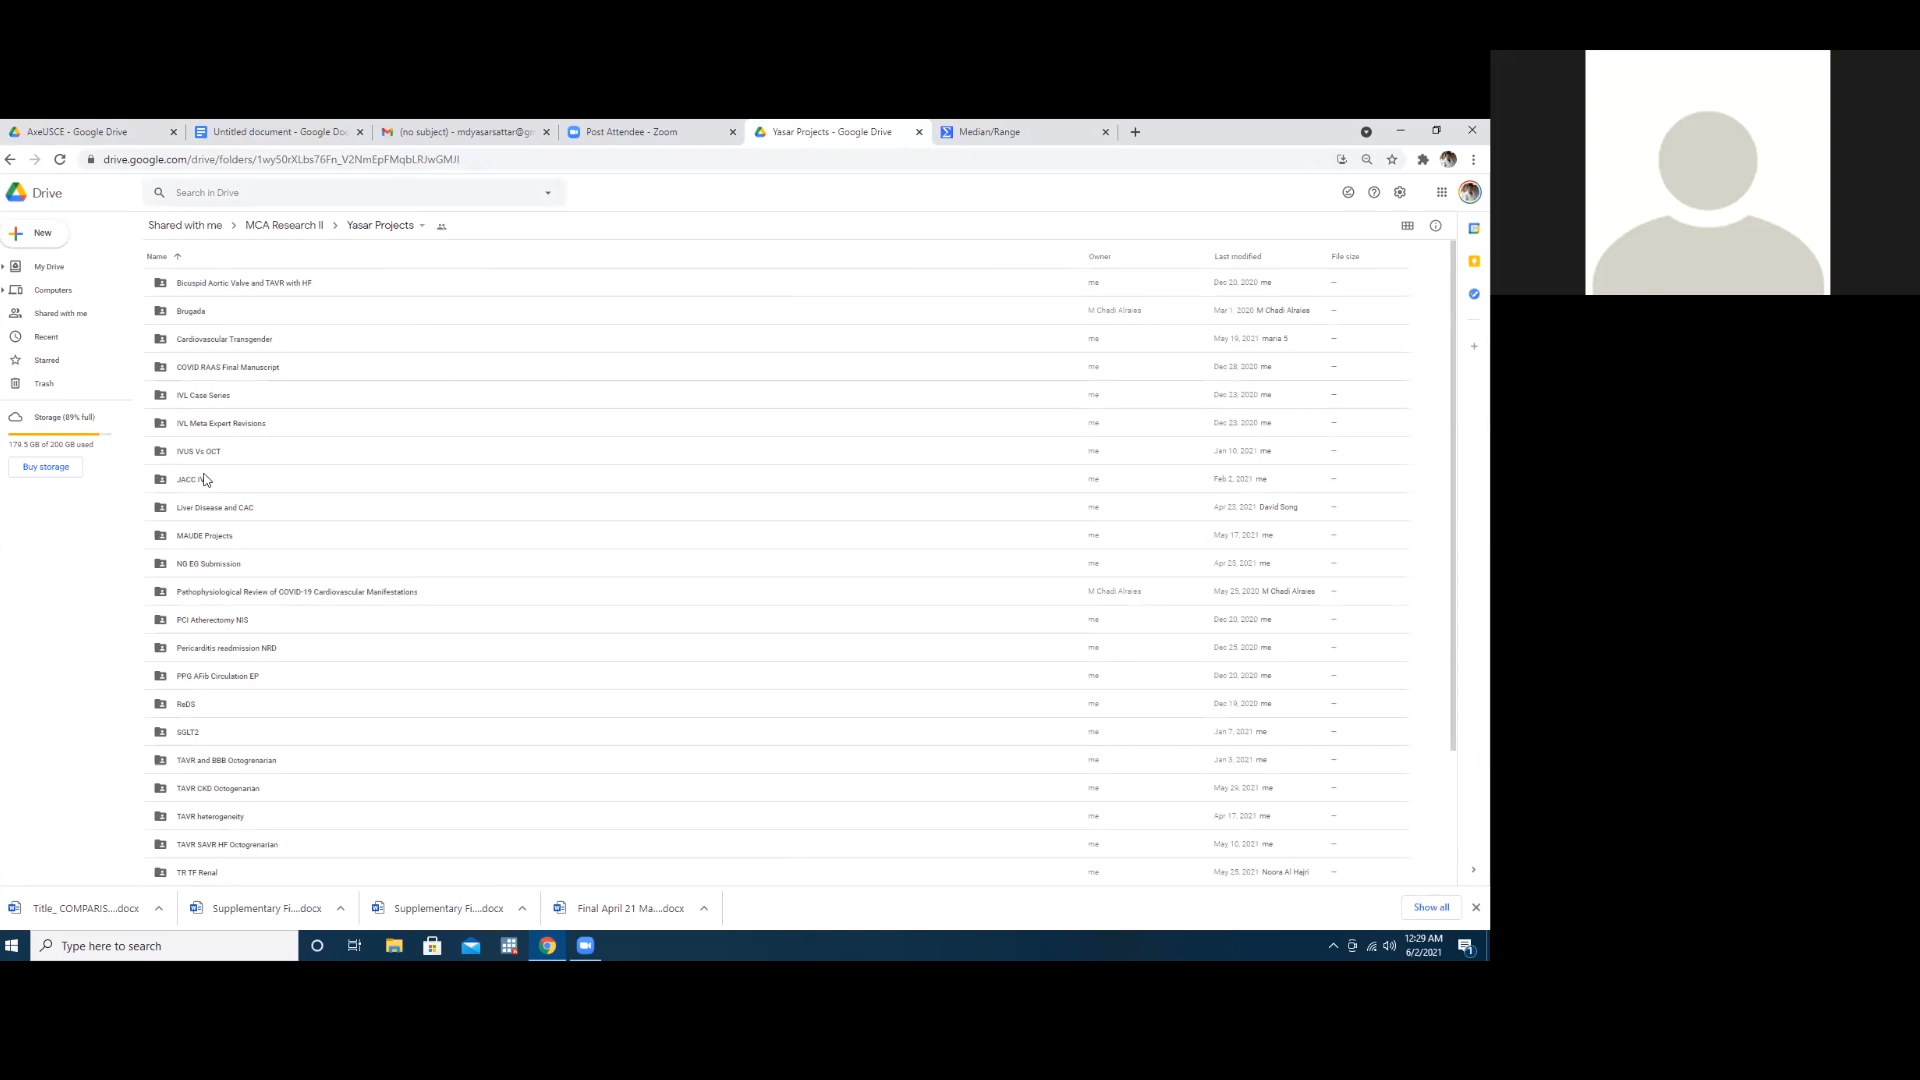 AxeUSCE - Google Drive
Untitled document - Google Doc
(no subject) - mdyasarsattar@gm
Post Attendee - Zoom
Yasar Projects - Google Drive
Median/Range
drive.google.com/drive/folders/1wy50rXLbs76Fn_V2NmEpFMqbLRJwGMJI
Drive
Search in Drive
New
Shared with me > MCA Research II > Yasar Projects
My Drive
Computers
Shared with me
Recent
Starred
Trash
Storage (89% full)
179.5 GB of 200 GB used
Buy storage
Name Owner Last modified File size
Bicuspid Aortic Valve and TAVR with HF me Dec 20, 2020 me –
Brugada M Chadi Alraies Mar 1, 2020 M Chadi Alraies –
Cardiovascular Transgender me May 19, 2021 maria 5 –
COVID RAAS Final Manuscript me Dec 28, 2020 me –
IVL Case Series me Dec 23, 2020 me –
IVL Meta Expert Revisions me Dec 23, 2020 me –
IVUS Vs OCT me Jan 10, 2021 me –
JACC me Feb 2, 2021 me –
Liver Disease and CAC me Apr 23, 2021 David Song –
MAUDE Projects me May 17, 2021 me –
NG EG Submission me Apr 25, 2021 me –
Pathophysiological Review of COVID-19 Cardiovascular Manifestations M Chadi Alraies May 25, 2020 M Chadi Alraies –
PCI Atherectomy NIS me Dec 20, 2020 me –
Pericarditis readmission NRD me Dec 25, 2020 me –
PPG AFib Circulation EP me Dec 20, 2020 me –
ReDS me Dec 19, 2020 me –
SGLT2 me Jan 7, 2021 me –
TAVR and BBB Octogrenarian me Jan 3, 2021 me –
TAVR CKD Octogenarian me May 29, 2021 me –
TAVR heterogeneity me Apr 17, 2021 me –
TAVR SAVR HF Octogrenarian me May 10, 2021 me –
TR TF Renal me May 25, 2021 Noora Al Hajri –
Title_ COMPARIS....docx
Supplementary Fi....docx
Supplementary Fi....docx
Final April 21 Ma....docx
Show all
Type here to search
12:29 AM
6/2/2021
1